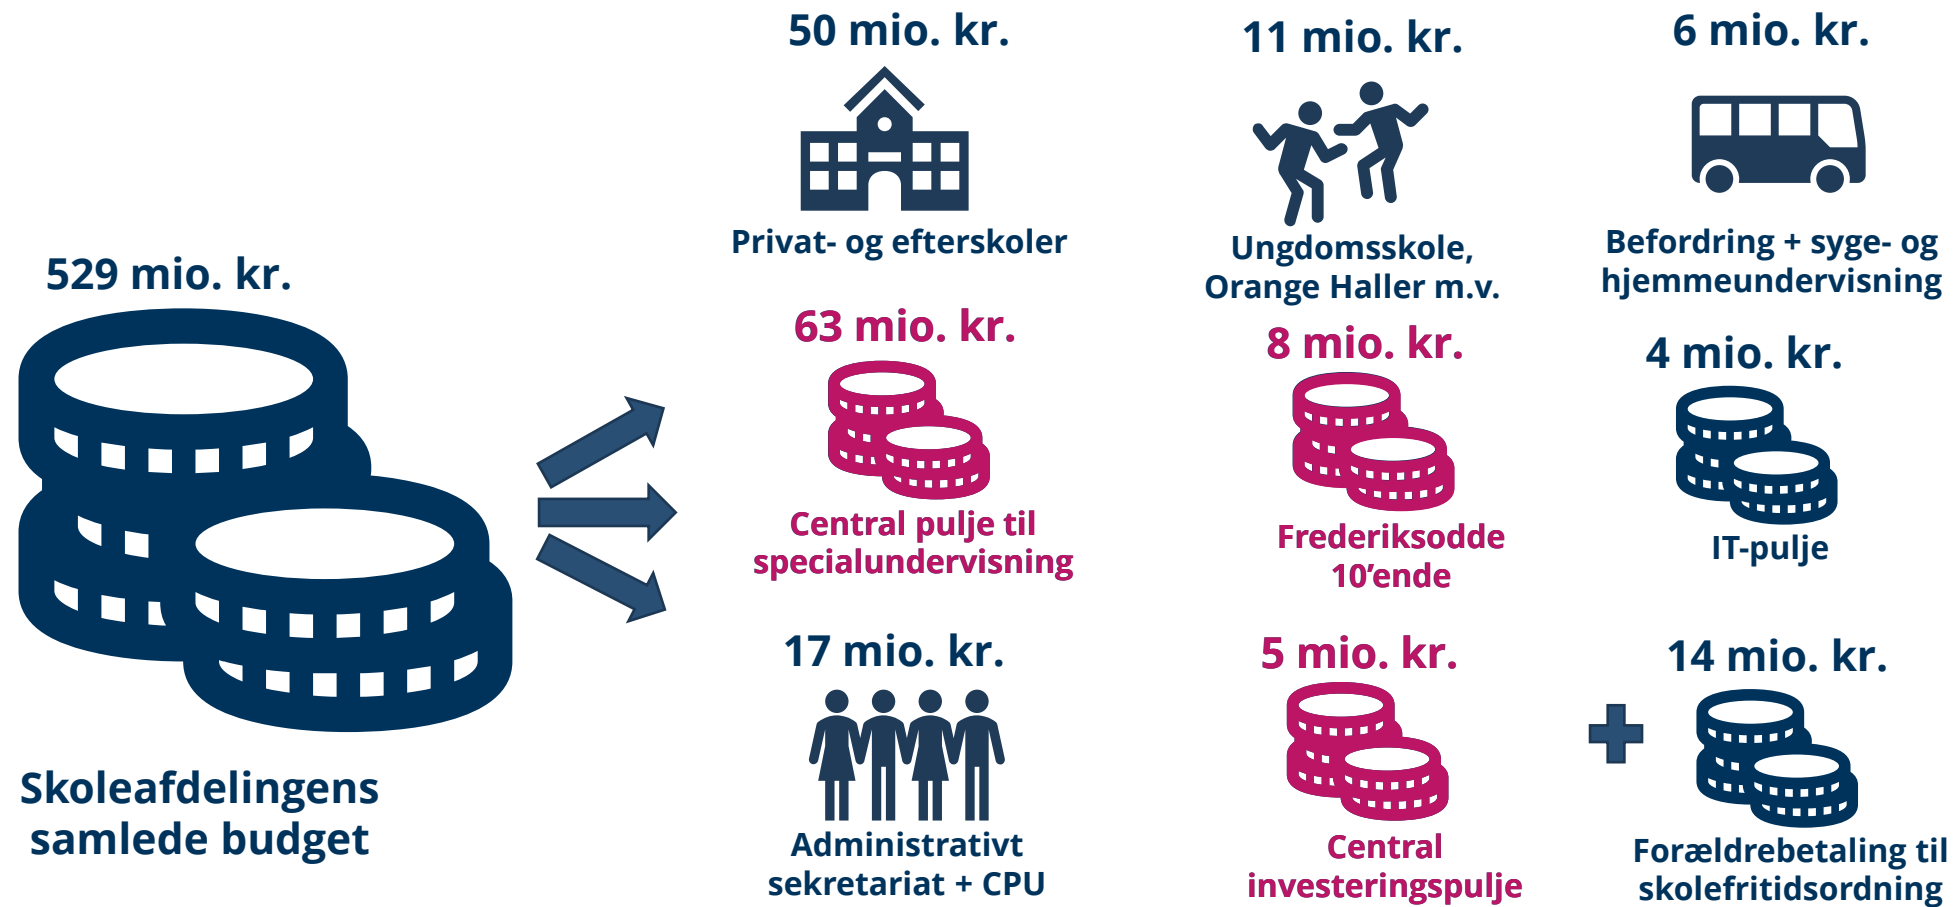 529 mio. kr.
Skoleafdelingens
samlede budget
50 mio. kr.
Privat- og efterskoler
11 mio. kr.
Ungdomsskole,
Orange Haller m.v.
6 mio. kr.
Befordring + syge- og
hjemmeundervisning
63 mio. kr.
Central pulje til
specialundervisning
8 mio. kr.
Frederiksodde
10’ende
4 mio. kr.
IT-pulje
17 mio. kr.
Administrativt
sekretariat + CPU
5 mio. kr.
Central
investeringspulje
14 mio. kr.
Forældrebetaling til
skolefritidsordning